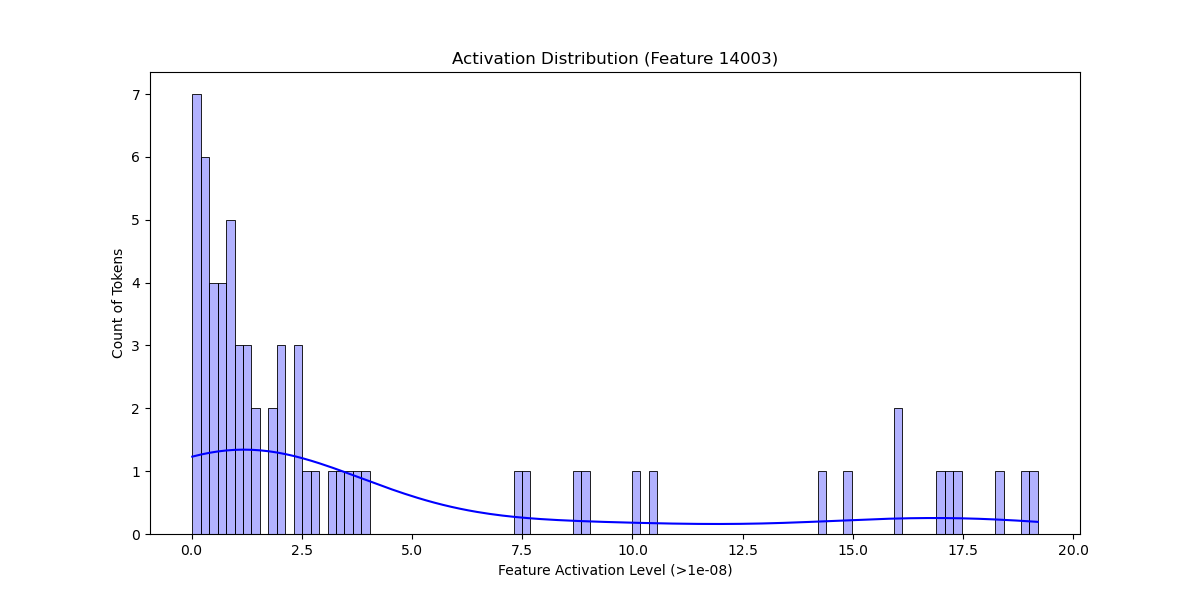 Activation Distribution (Feature 14003)
Count of Tokens
7
6
5
4
3
2
1
0
0.0 2.5 5.0 7.5 10.0 12.5 15.0 17.5 20.0
Feature Activation Level (>1e-08)